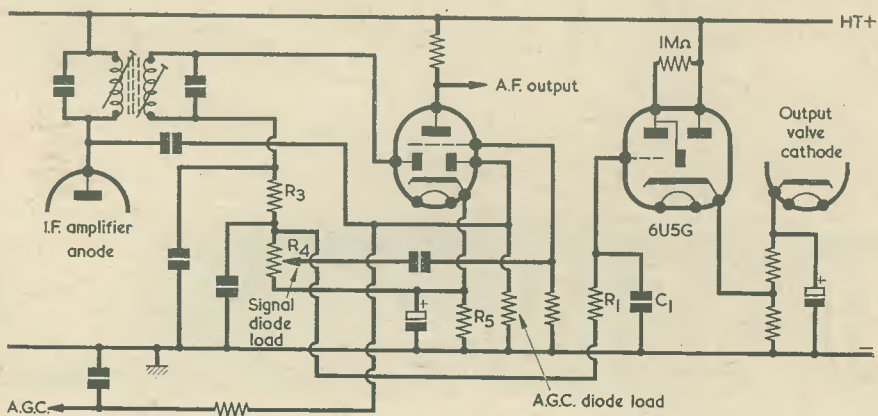 HT+
1MΩ
A.F. output
Output
valve
cathode
I.F. amplifier
anode
R3
6U5G
R4
Signal
diode
load
+
R5
R1
C1
+
−
A.G.C.
A.G.C. diode load